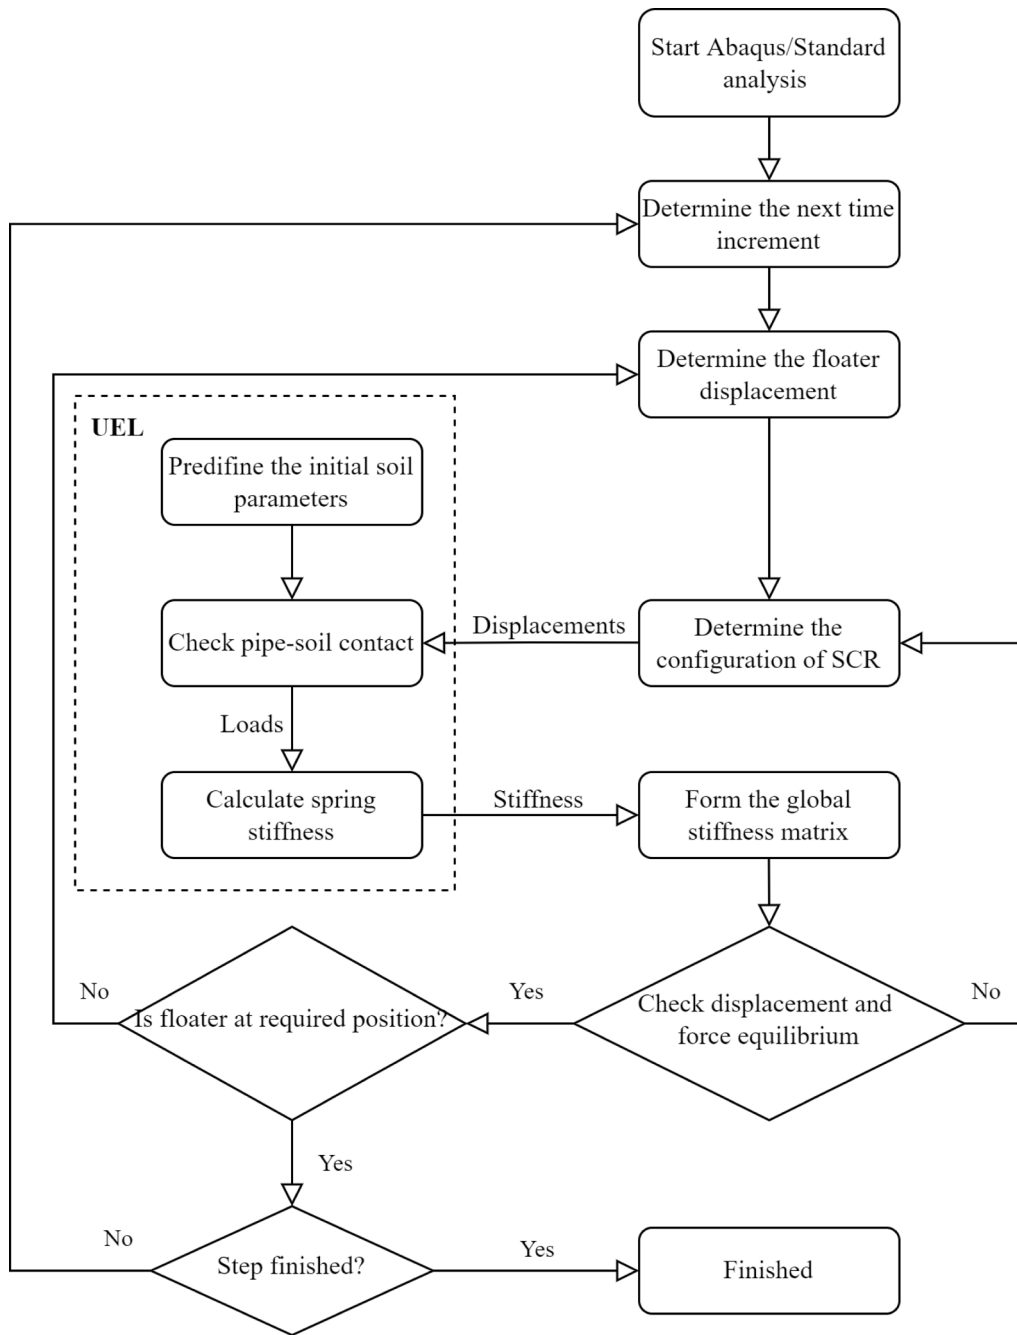 Start Abaqus/Standard
analysis
Determine the next time
increment
Determine the floater
displacement
UEL
Predifine the initial soil
parameters
Check pipe-soil contact
Displacements
Determine the
configuration of SCR
Loads
Calculate spring
stiffness
Stiffness
Form the global
stiffness matrix
No
Is floater at required position?
Yes
Check displacement and
force equilibrium
No
Yes
No
Step finished?
Yes
Finished